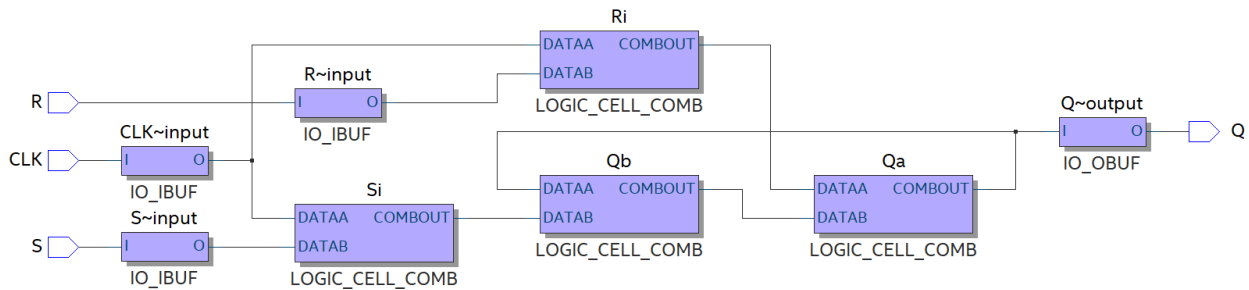 Ri
DATAA COMBOUT
DATAB
LOGIC_CELL_COMB
R~input
R
I O
IO_IBUF
CLK~input
CLK
I O
IO_IBUF
S~input
S
I O
IO_IBUF
Si
DATAA COMBOUT
DATAB
LOGIC_CELL_COMB
Qb
DATAA COMBOUT
DATAB
LOGIC_CELL_COMB
Qa
DATAA COMBOUT
DATAB
LOGIC_CELL_COMB
Q~output
I O
Q
IO_OBUF